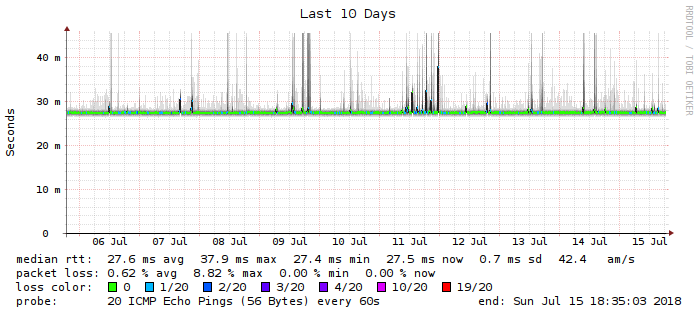 Last 10 Days
RRDTOOL / TOBI OETIKER
Seconds
40 m
30 m
20 m
10 m
0
06 Jul 07 Jul 08 Jul 09 Jul 10 Jul 11 Jul 12 Jul 13 Jul 14 Jul 15 Jul
median rtt: 27.6 ms avg 37.9 ms max 27.4 ms min 27.5 ms now 0.7 ms sd 42.4 am/s
packet loss: 0.62 % avg 8.82 % max 0.00 % min 0.00 % now
loss color: 0 1/20 2/20 3/20 4/20 10/20 19/20
probe: 20 ICMP Echo Pings (56 Bytes) every 60s end: Sun Jul 15 18:35:03 2018